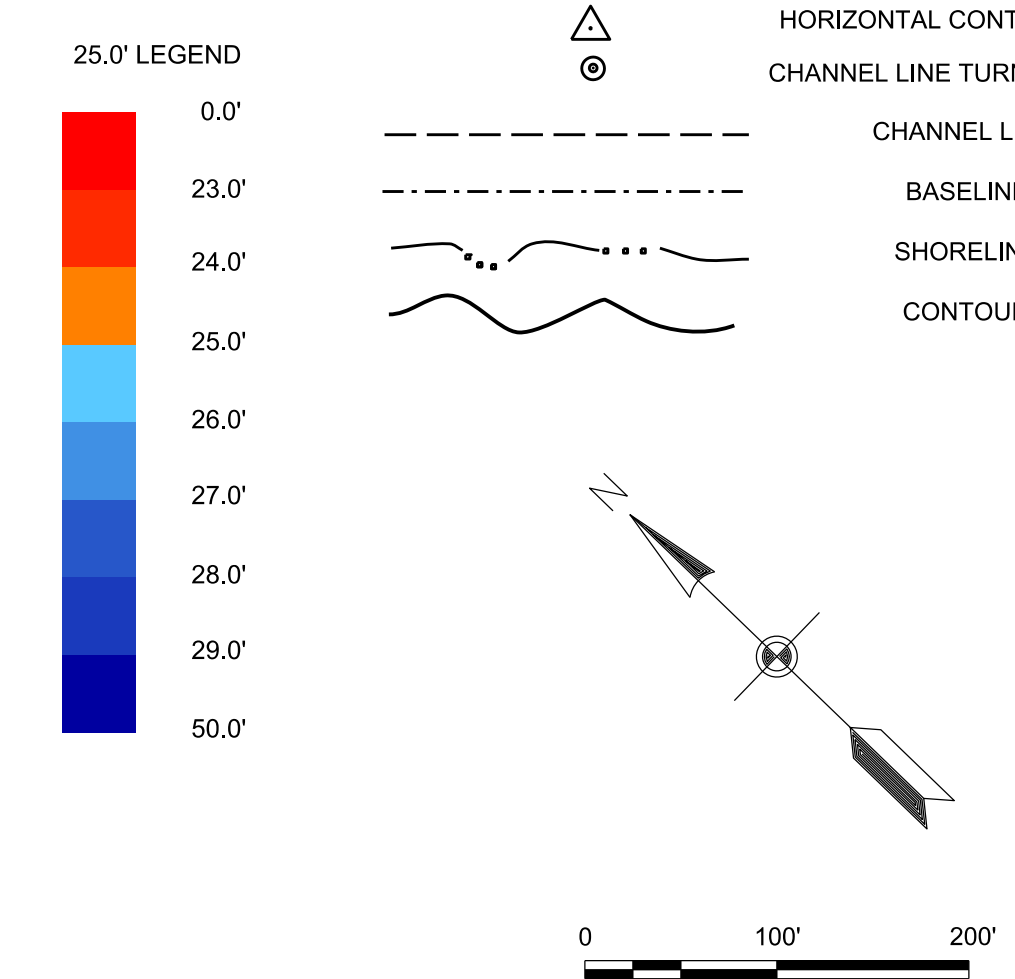 25.0' LEGEND
0.0'
23.0'
24.0'
25.0'
26.0'
27.0'
28.0'
29.0'
50.0'
HORIZONTAL CONT
CHANNEL LINE TURN
CHANNEL L
BASELINE
SHORELIN
CONTOUR
N
0 100' 200'